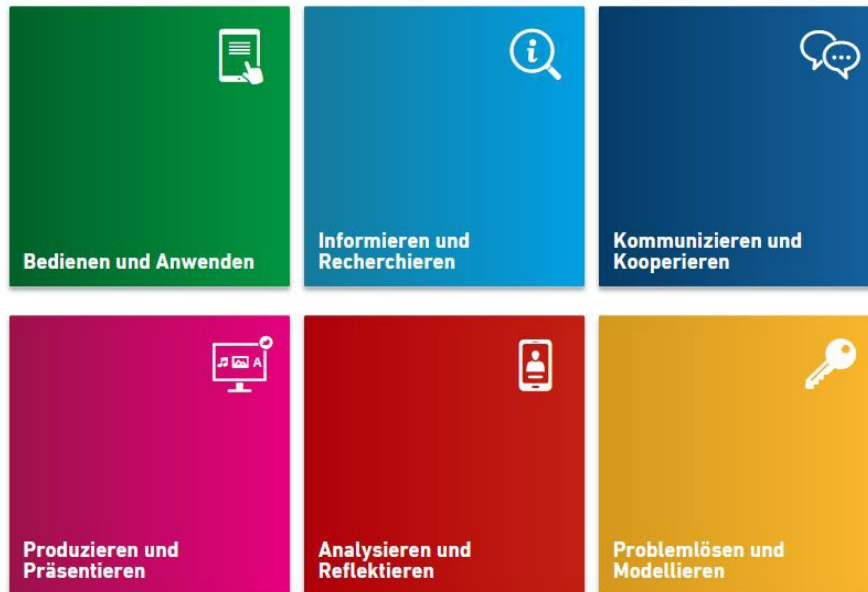 Bedienen und Anwenden
Informieren und
Recherchieren
Kommunizieren und
Kooperieren
Produzieren und
Präsentieren
Analysieren und
Reflektieren
Problemlösen und
Modellieren